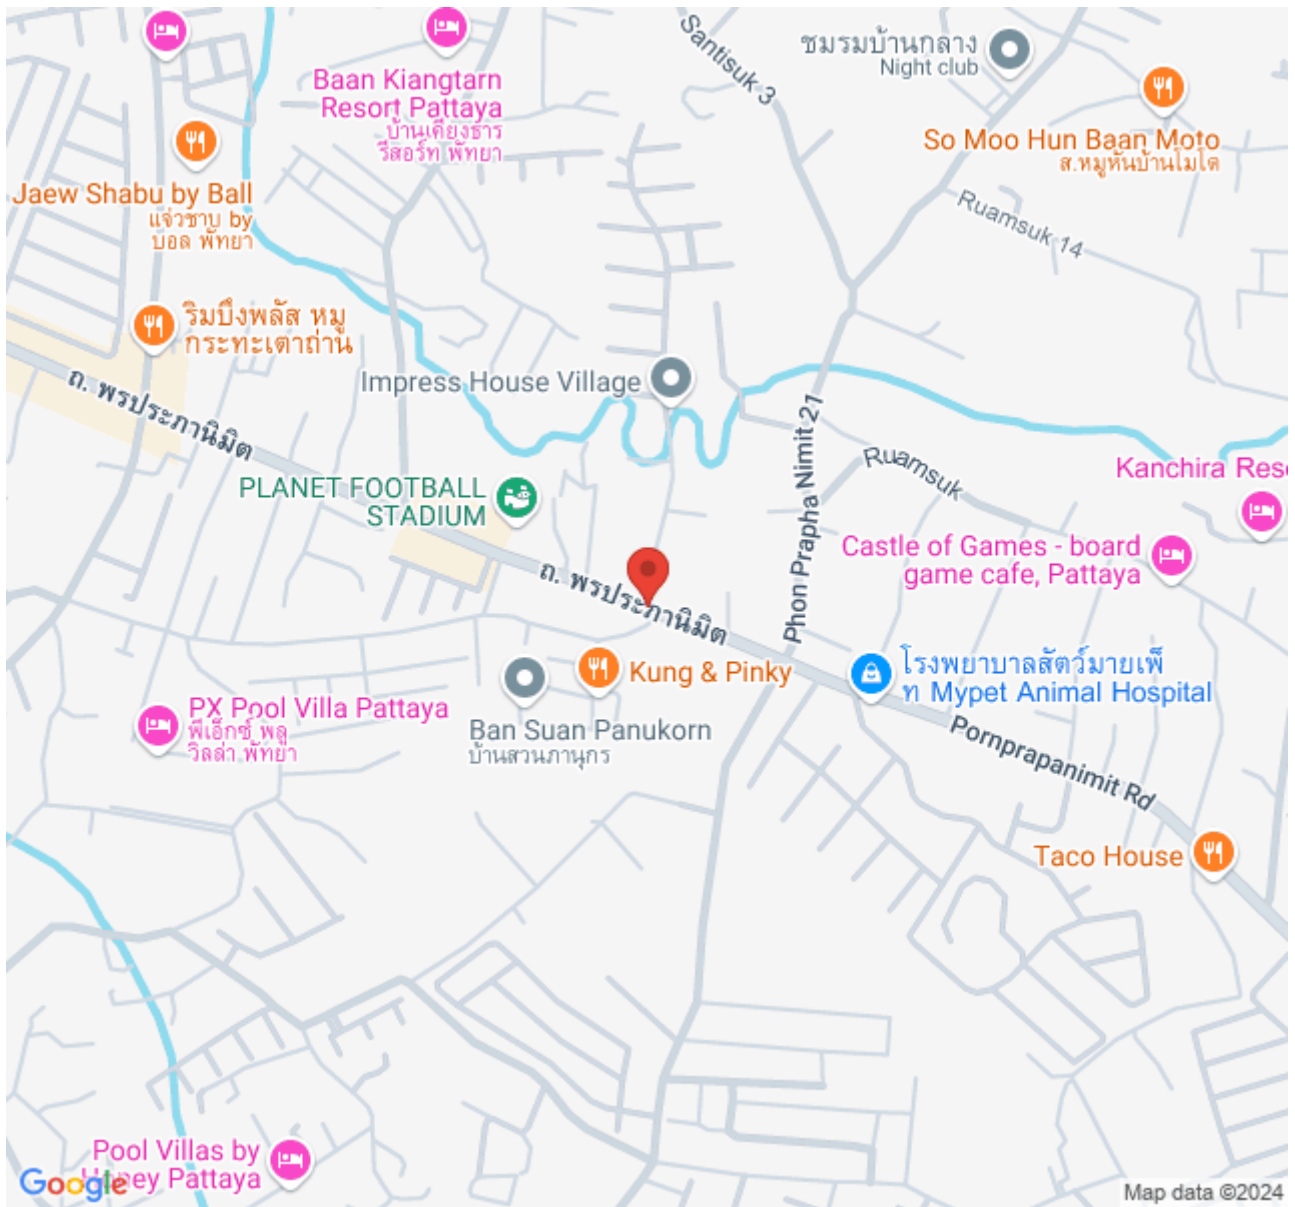 Santisuk 3
ชมรมบ้านกลาง
Night club
Baan Kiangtarn
Resort Pattaya
บ้านเคียงธาร
รีสอร์ท พัทยา
So Moo Hun Baan Moto
ส.หมูหันบ้านโมโต
Jaew Shabu by Ball
แจ่วชาบู by
บอล พัทยา
Ruamsuk 14
ริมบึงพลัส หมู
กระทะเตาถ่าน
ถ. พรประภานิมิต
Impress House Village
Phon Prapha Nimit 21
Ruamsuk
Kanchira Res
PLANET FOOTBALL
STADIUM
Castle of Games - board
game cafe, Pattaya
ถ. พรประภานิมิต
Kung & Pinky
โรงพยาบาลสัตว์มายเพ็
ท Mypet Animal Hospital
PX Pool Villa Pattaya
พีเอ็กซ์ พลู
วิลล่า พัทยา
Ban Suan Panukorn
บ้านสวนภานุกร
Pornprapanimit Rd
Taco House
Pool Villas by
Honey Pattaya
Google
Map data ©2024